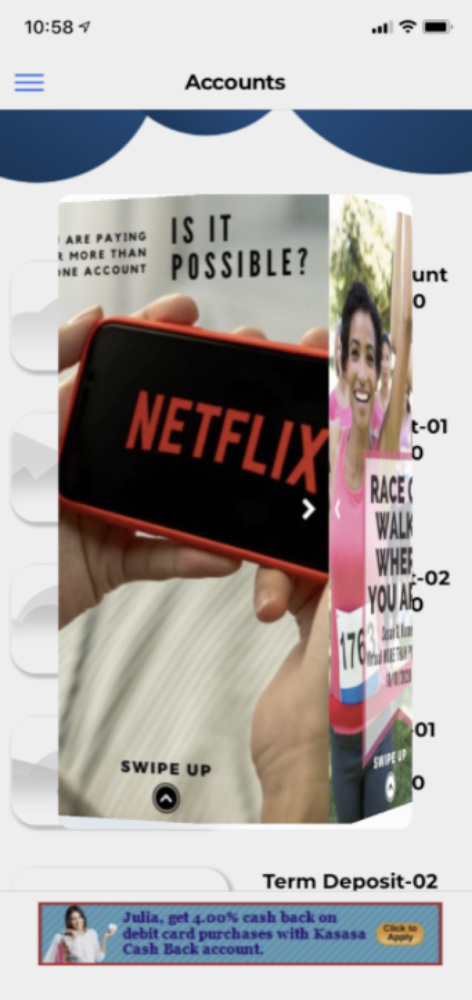 10:58
Accounts
ARE PAYING
MORE THAN
ONE ACCOUNT
IS IT
POSSIBLE?
NETFLIX
SWIPE UP
RACE
WALK
YOU
176
SWIPE UP
unt
0
t-01
0
-02
0
-01
0
Term Deposit-02
Julia, get 4.00% cash back on
debit card purchases with Kasasa
Cash Back account.
Click to
Apply